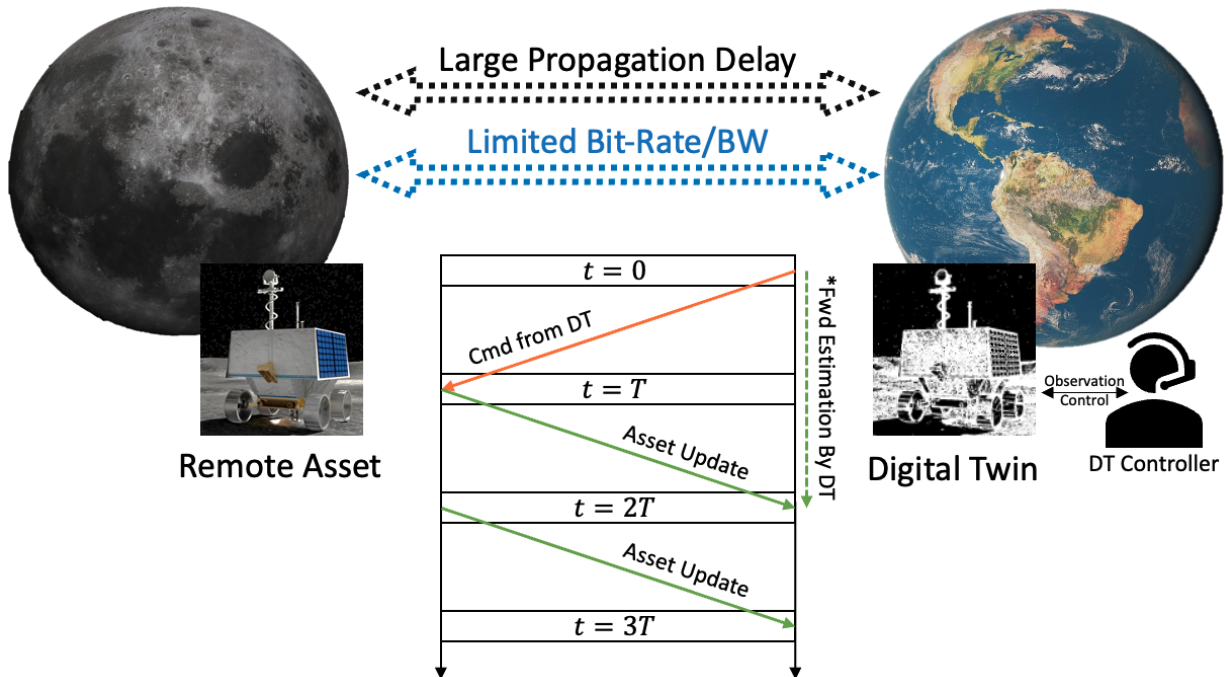 Large Propagation Delay
Limited Bit-Rate/BW
t = 0
Cmd from DT
*Fwd Estimation By DT
t = T
Asset Update
t = 2T
Asset Update
t = 3T
Remote Asset
Digital Twin
Observation
Control
DT Controller